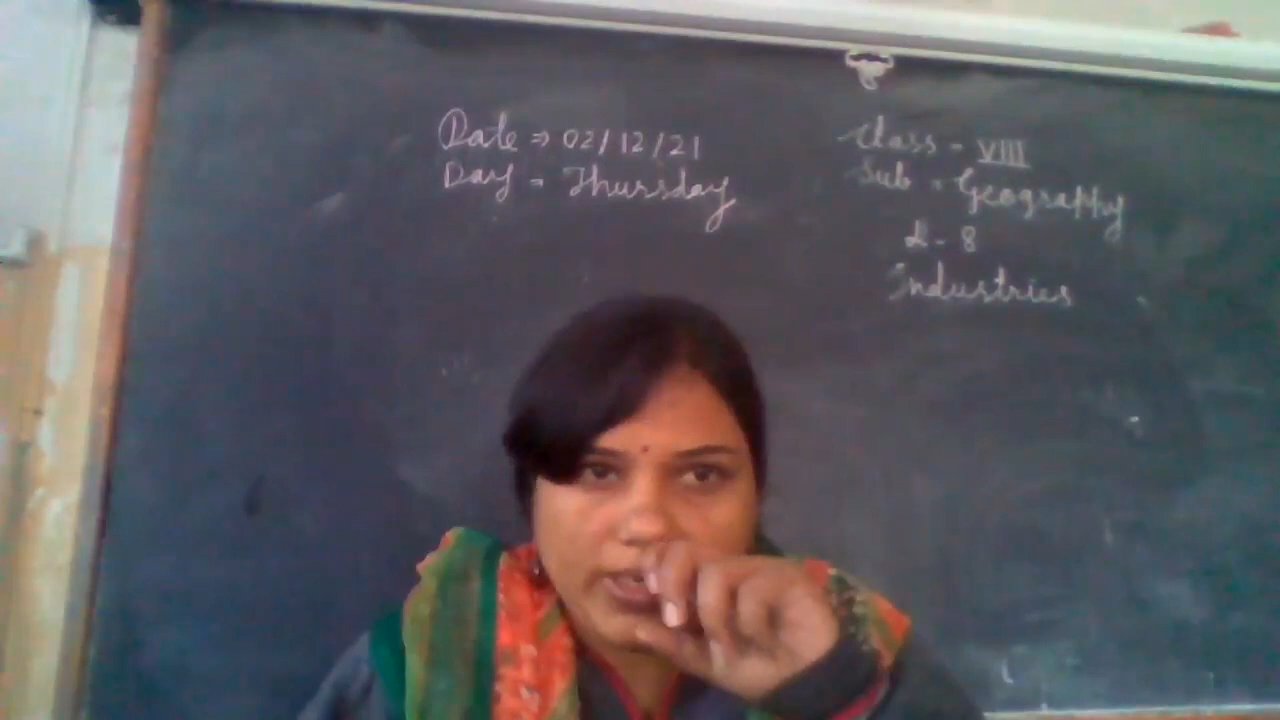 Date => 02/12/21
Day = Thursday
Class - VIII
Sub - Geography
L - 8
Industries